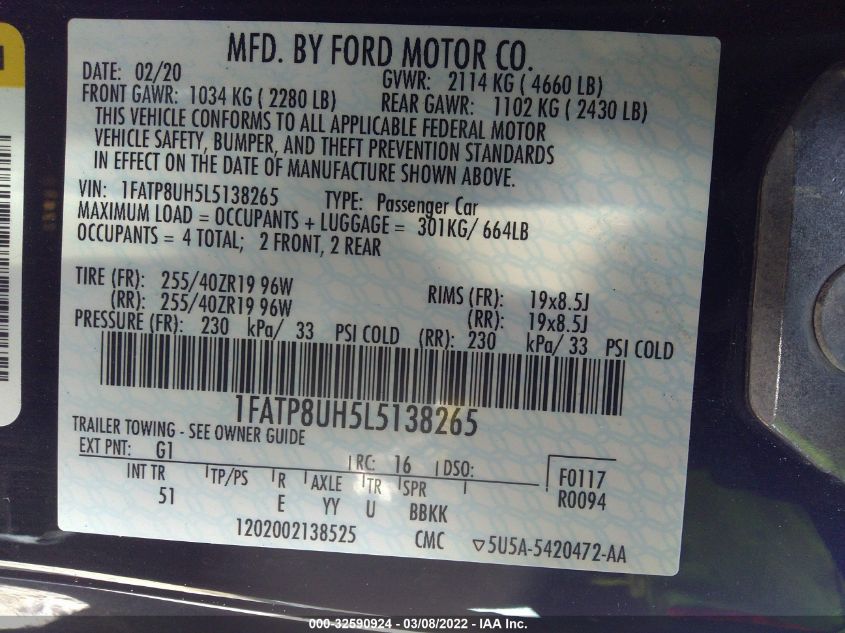 MFD. BY FORD MOTOR CO.
DATE: 02/20 GVWR: 2114 KG ( 4660 LB)
FRONT GAWR: 1034 KG ( 2280 LB) REAR GAWR: 1102 KG ( 2430 LB)
THIS VEHICLE CONFORMS TO ALL APPLICABLE FEDERAL MOTOR
VEHICLE SAFETY, BUMPER, AND THEFT PREVENTION STANDARDS
IN EFFECT ON THE DATE OF MANUFACTURE SHOWN ABOVE.
VIN: 1FATP8UH5L5138265 TYPE: Passenger Car
MAXIMUM LOAD = OCCUPANTS + LUGGAGE = 301KG/ 664LB
OCCUPANTS = 4 TOTAL; 2 FRONT, 2 REAR
TIRE (FR): 255/40ZR19 96W RIMS (FR): 19x8.5J
(RR): 255/40ZR19 96W (RR): 19x8.5J
PRESSURE (FR): 230 kPa/ 33 PSI COLD (RR): 230 kPa/ 33 PSI COLD
1FATP8UH5L5138265
TRAILER TOWING - SEE OWNER GUIDE
EXT PNT: G1 RC: 16 DSO: F0117
INT TR TP/PS R AXLE TR SPR R0094
51 E YY U BBKK
1202002138525 CMC ▽5U5A-5420472-AA
000-32590924 - 03/08/2022 - IAA Inc.